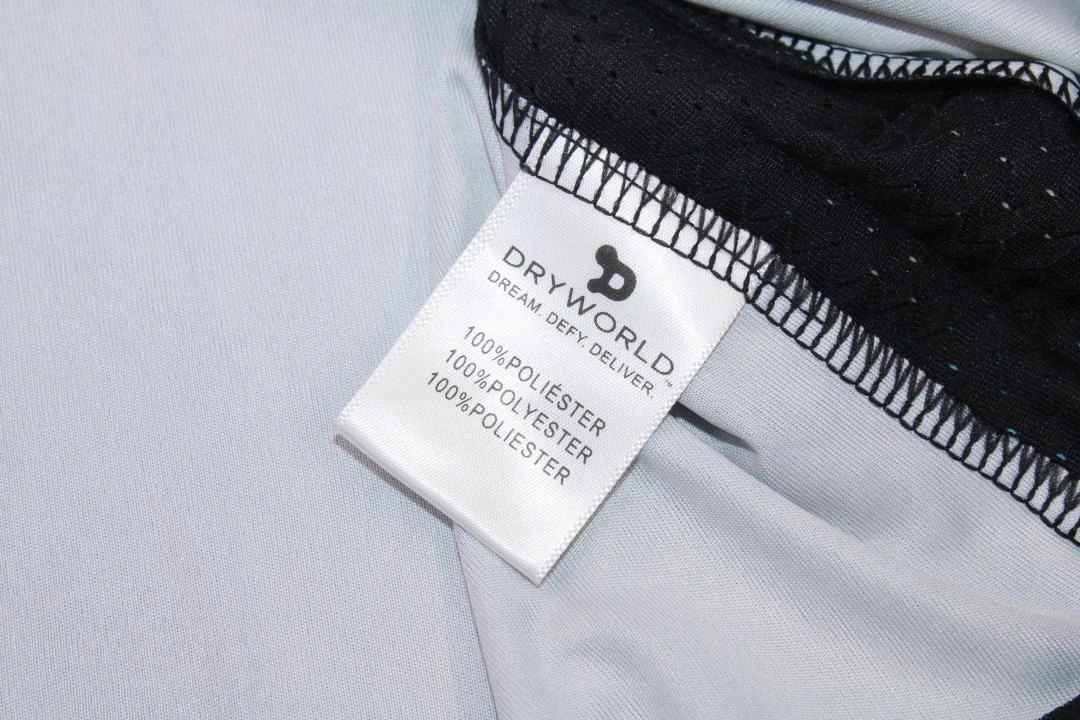 DRYWORLD
DREAM. DEFY. DELIVER.™
100%POLIÉSTER
100%POLYESTER
100%POLIESTER